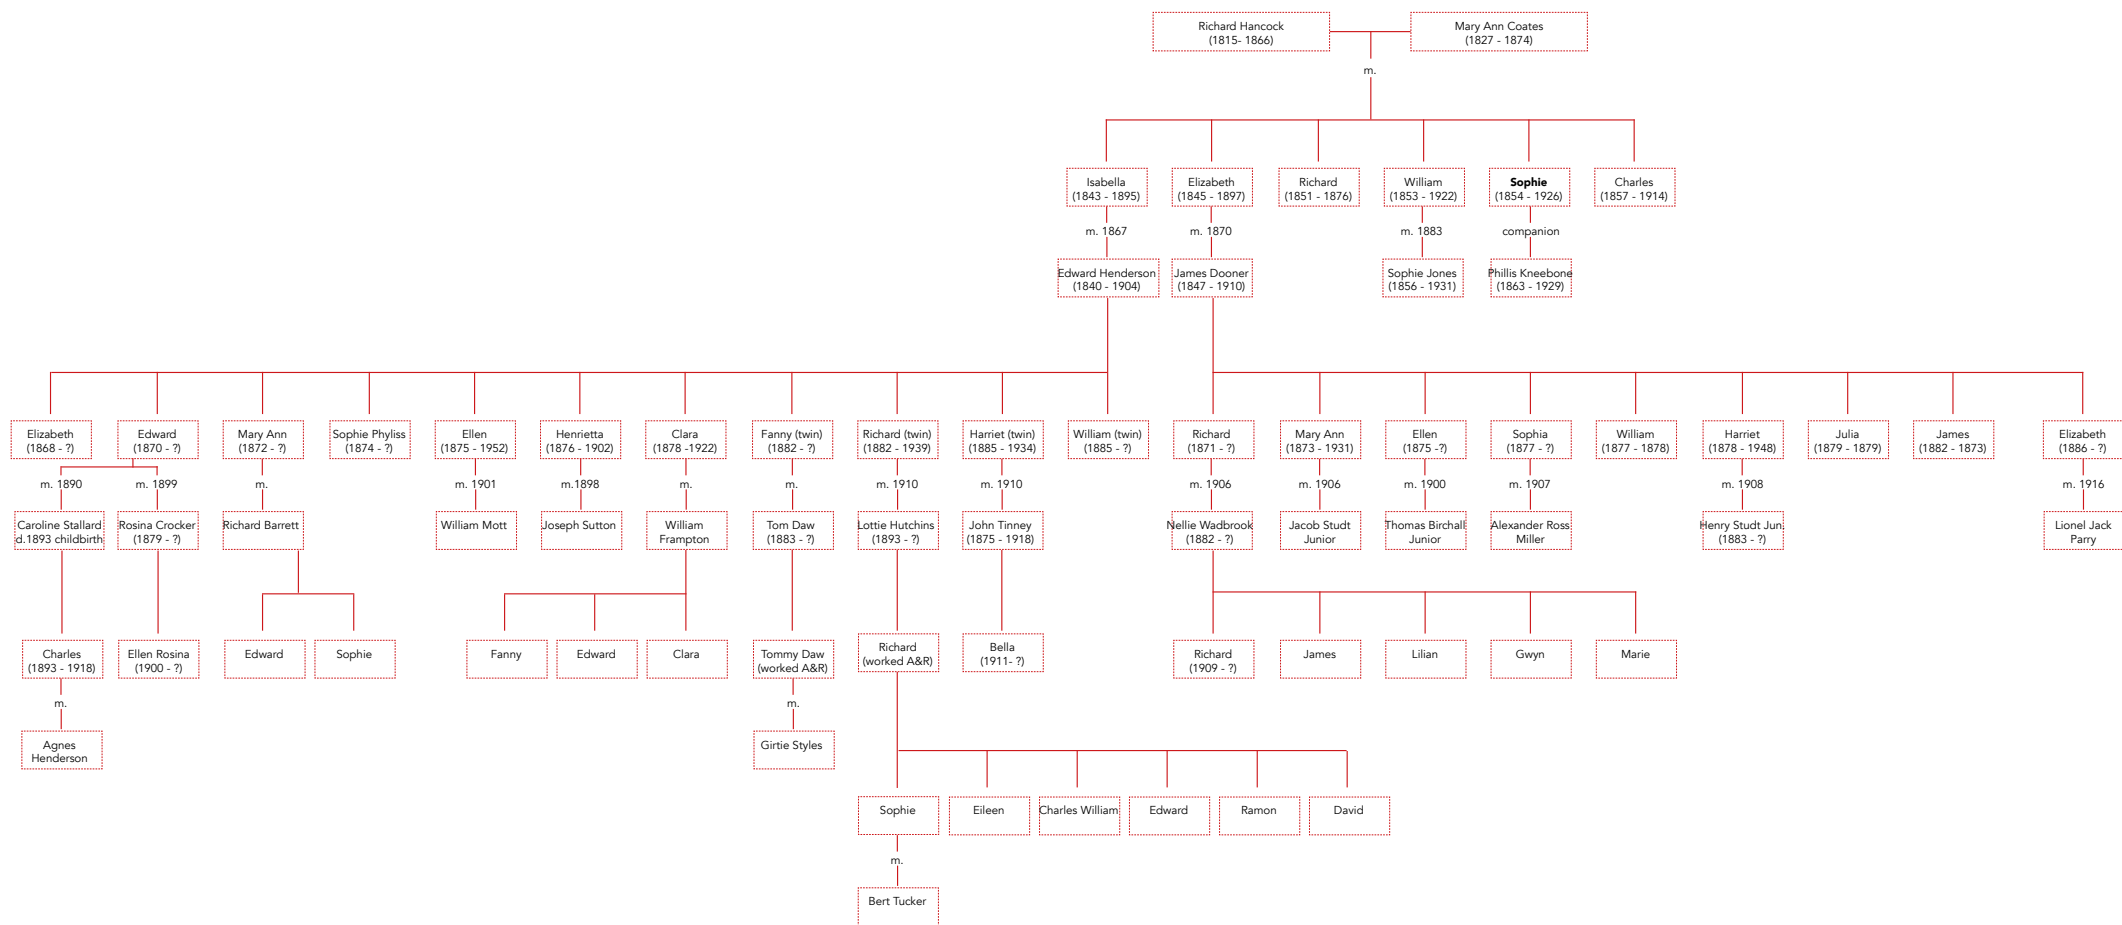 Richard Hancock
(1815- 1866)
Mary Ann Coates
(1827 - 1874)
m.
Isabella
(1843 - 1895)
Elizabeth
(1845 - 1897)
Richard
(1851 - 1876)
William
(1853 - 1922)
Sophie
(1854 - 1926)
Charles
(1857 - 1914)
m. 1867
m. 1870
m. 1883
companion
Edward Henderson
(1840 - 1904)
James Dooner
(1847 - 1910)
Sophie Jones
(1856 - 1931)
Phillis Kneebone
(1863 - 1929)
Elizabeth
(1868 - ?)
Edward
(1870 - ?)
Mary Ann
(1872 - ?)
Sophie Phyliss
(1874 - ?)
Ellen
(1875 - 1952)
Henrietta
(1876 - 1902)
Clara
(1878 -1922)
Fanny (twin)
(1882 - ?)
Richard (twin)
(1882 - 1939)
Harriet (twin)
(1885 - 1934)
William (twin)
(1885 - ?)
Richard
(1871 - ?)
Mary Ann
(1873 - 1931)
Ellen
(1875 -?)
Sophia
(1877 - ?)
William
(1877 - 1878)
Harriet
(1878 - 1948)
Julia
(1879 - 1879)
James
(1882 - 1873)
Elizabeth
(1886 - ?)
m. 1890
m. 1899
m.
m. 1901
m.1898
m.
m.
m. 1910
m. 1910
m. 1906
m. 1906
m. 1900
m. 1907
m. 1908
m. 1916
Caroline Stallard
d.1893 childbirth
Rosina Crocker
(1879 - ?)
Richard Barrett
William Mott
Joseph Sutton
William
Frampton
Tom Daw
(1883 - ?)
Lottie Hutchins
(1893 - ?)
John Tinney
(1875 - 1918)
Nellie Wadbrook
(1882 - ?)
Jacob Studt
Junior
Thomas Birchall
Junior
Alexander Ross
Miller
Henry Studt Jun.
(1883 - ?)
Lionel Jack
Parry
Charles
(1893 - 1918)
Ellen Rosina
(1900 - ?)
Edward
Sophie
Fanny
Edward
Clara
Tommy Daw
(worked A&R)
Richard
(worked A&R)
Bella
(1911- ?)
Richard
(1909 - ?)
James
Lilian
Gwyn
Marie
m.
m.
Agnes
Henderson
Girtie Styles
Sophie
Eileen
Charles William
Edward
Ramon
David
m.
Bert Tucker